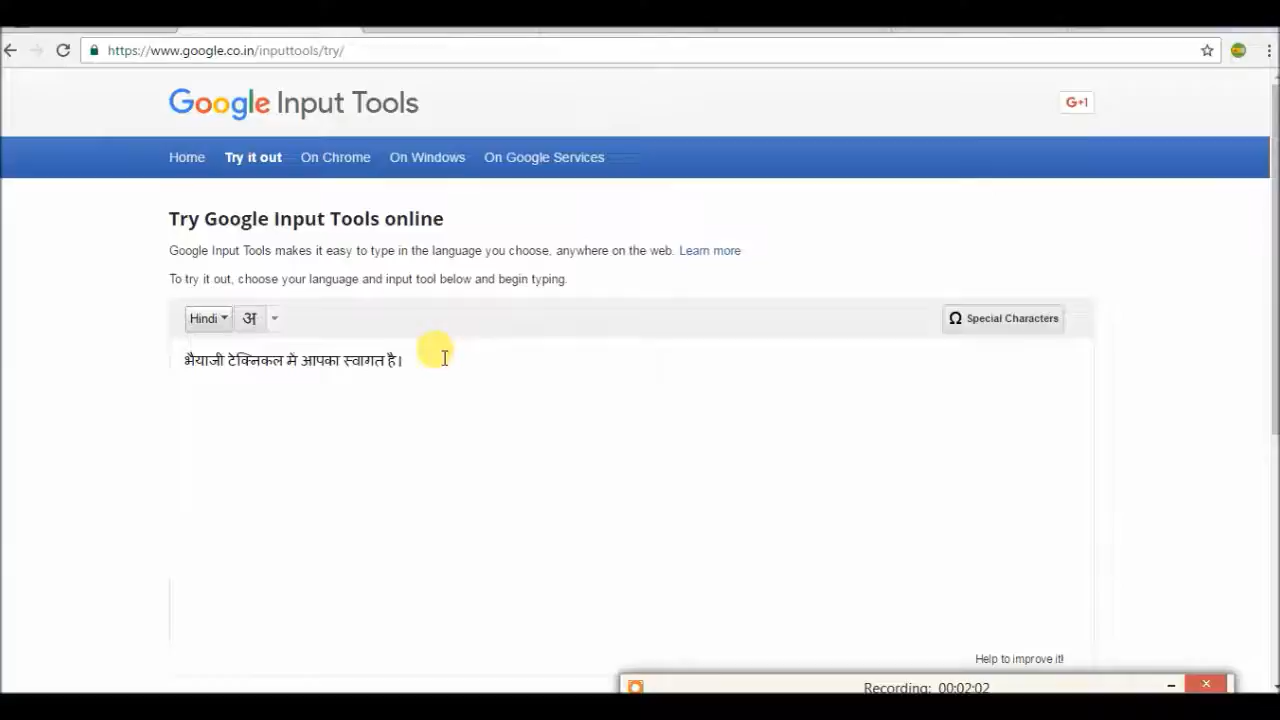 https://www.google.co.in/inputtools/try/
Google Input Tools
G+1
Home Try it out On Chrome On Windows On Google Services
Try Google Input Tools online
Google Input Tools makes it easy to type in the language you choose, anywhere on the web. Learn more
To try it out, choose your language and input tool below and begin typing.
Hindi अ Ω Special Characters
भैयाजी टेक्निकल में आपका स्वागत है।
Help to improve it!
Recording: 00:02:02